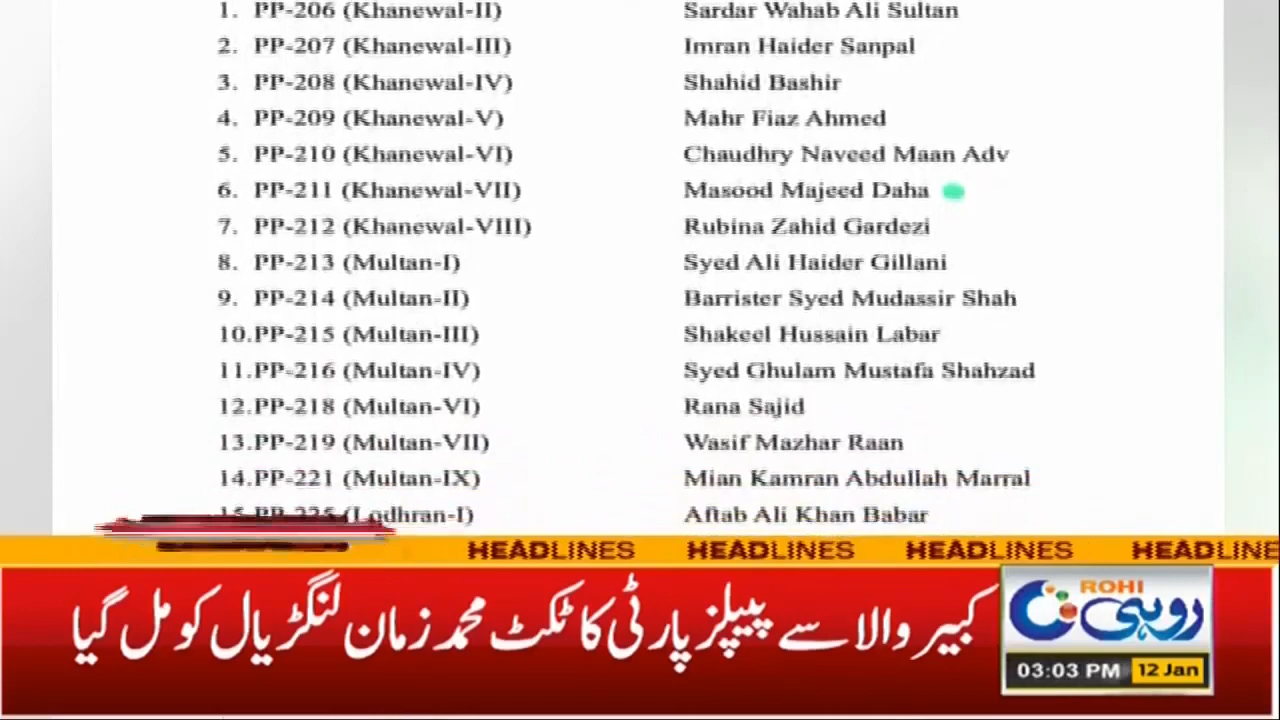 1. PP-206 (Khanewal-II) Sardar Wahab Ali Sultan
2. PP-207 (Khanewal-III) Imran Haider Sanpal
3. PP-208 (Khanewal-IV) Shahid Bashir
4. PP-209 (Khanewal-V) Mahr Fiaz Ahmed
5. PP-210 (Khanewal-VI) Chaudhry Naveed Maan Adv
6. PP-211 (Khanewal-VII) Masood Majeed Daha
7. PP-212 (Khanewal-VIII) Rubina Zahid Gardezi
8. PP-213 (Multan-I) Syed Ali Haider Gillani
9. PP-214 (Multan-II) Barrister Syed Mudassir Shah
10. PP-215 (Multan-III) Shakeel Hussain Labar
11. PP-216 (Multan-IV) Syed Ghulam Mustafa Shahzad
12. PP-218 (Multan-VI) Rana Sajid
13. PP-219 (Multan-VII) Wasif Mazhar Raan
14. PP-221 (Multan-IX) Mian Kamran Abdullah Marral
15. PP-225 (Lodhran-I) Aftab Ali Khan Babar
HEADLINES HEADLINES HEADLINES HEADLINE
کبیر والا سے پیپلز پارٹی کا ٹکٹ محمد زمان لنگڑیال کو مل گیا
ROHI
روہی
03:03 PM 12 Jan